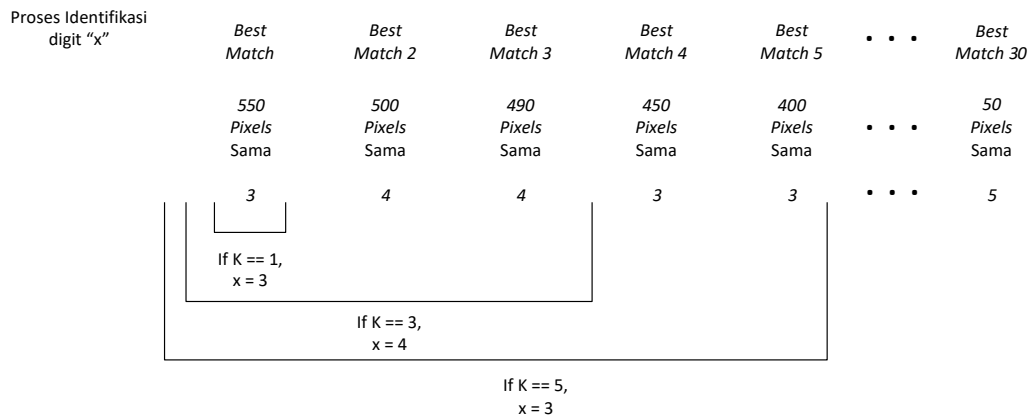 Proses Identifikasi
digit “x”
Best
Match
Best
Match 2
Best
Match 3
Best
Match 4
Best
Match 5
• • •
Best
Match 30
550
Pixels
Sama
500
Pixels
Sama
490
Pixels
Sama
450
Pixels
Sama
400
Pixels
Sama
• • •
50
Pixels
Sama
3 4 4 3 3 • • • 5
If K == 1,
x = 3
If K == 3,
x = 4
If K == 5,
x = 3